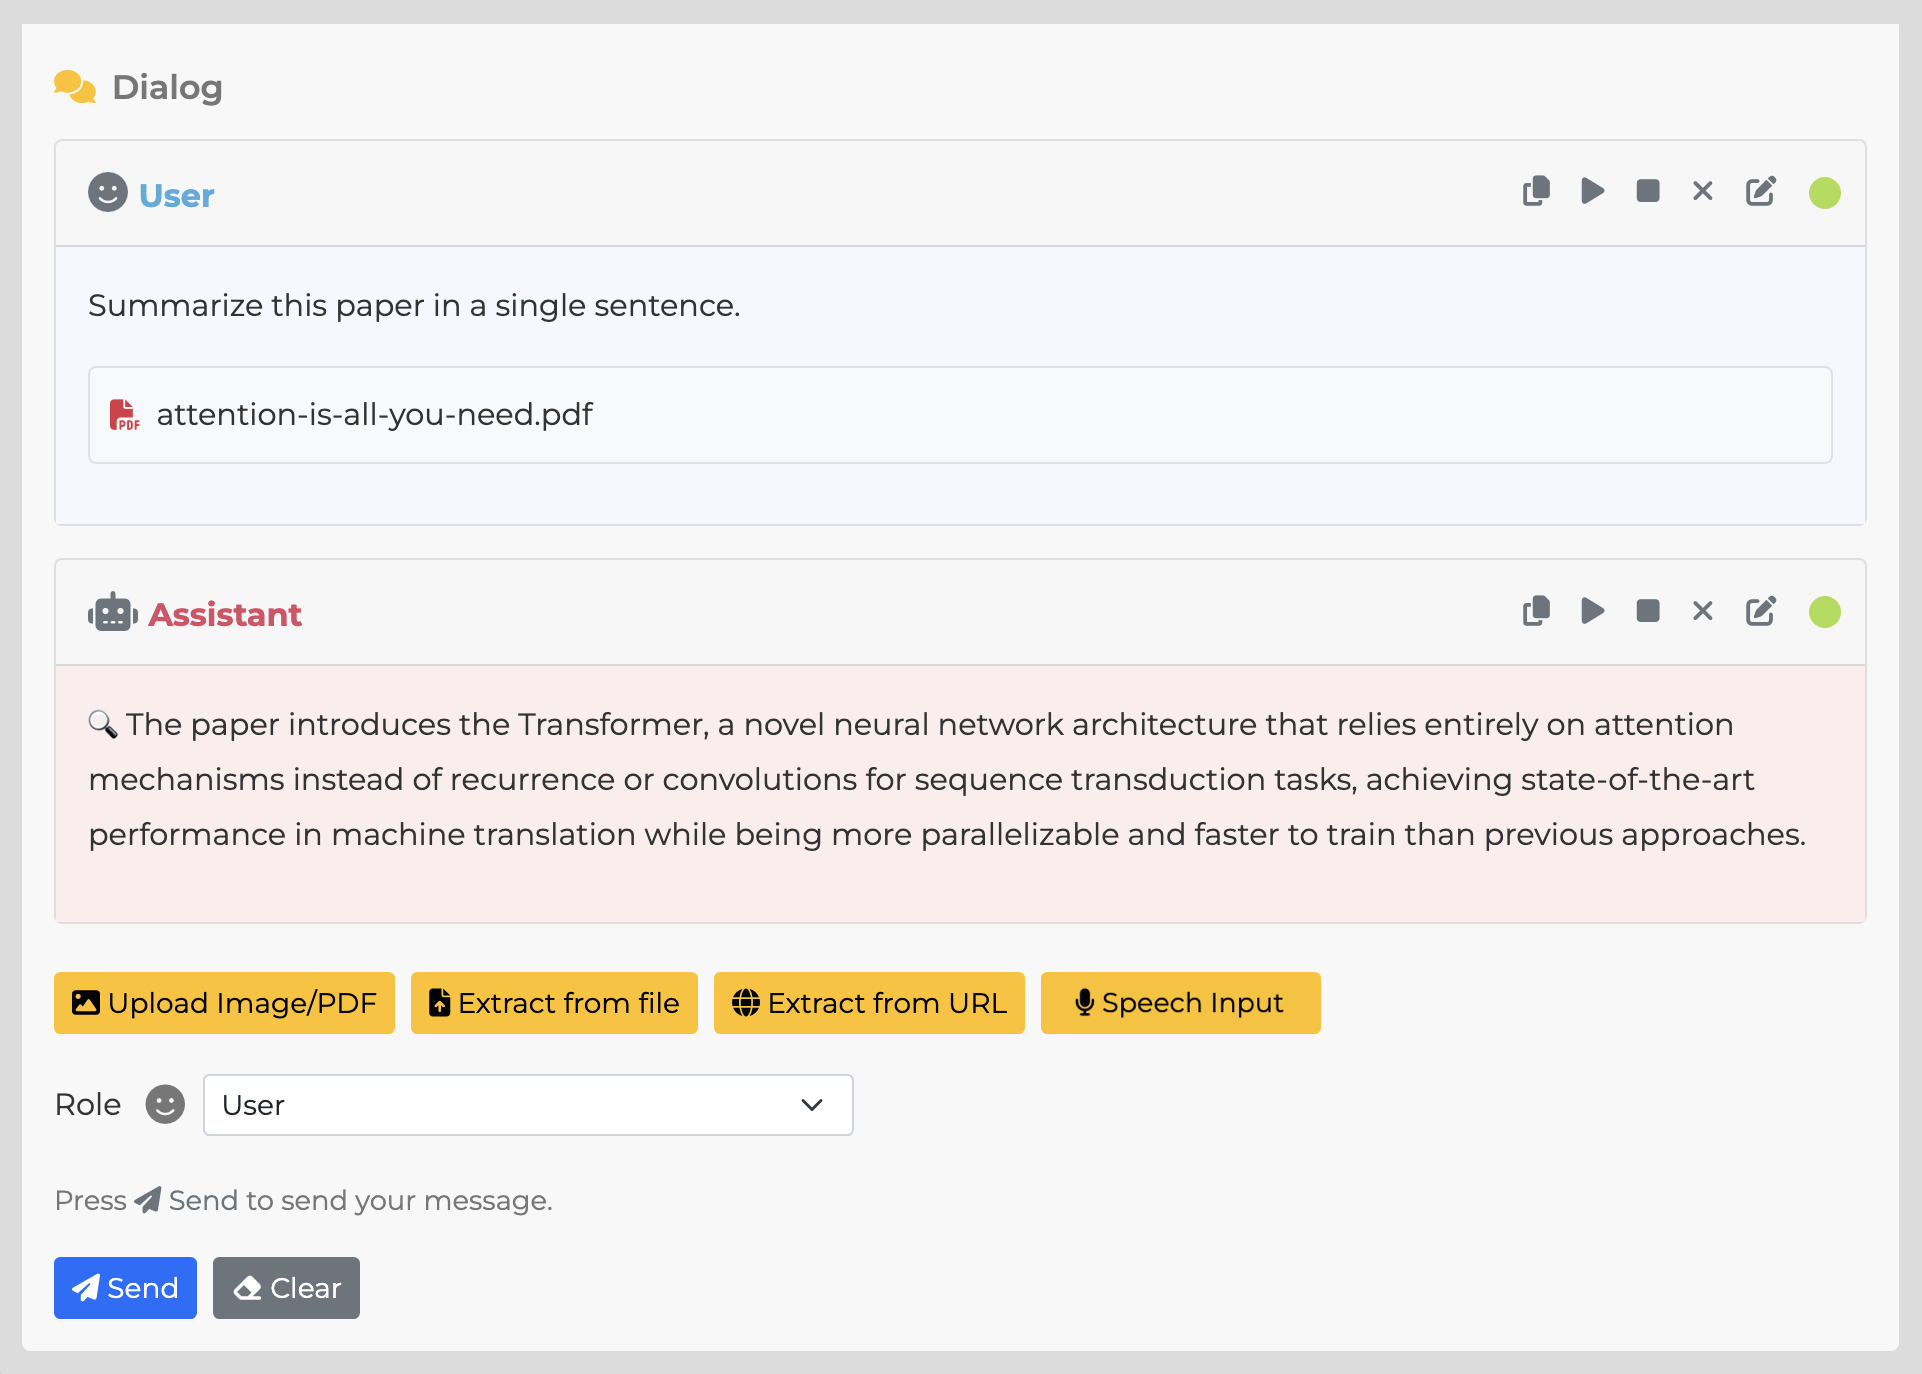 Dialog
User
Summarize this paper in a single sentence.
PDF attention-is-all-you-need.pdf
Assistant
🔍 The paper introduces the Transformer, a novel neural network architecture that relies entirely on attention
mechanisms instead of recurrence or convolutions for sequence transduction tasks, achieving state-of-the-art
performance in machine translation while being more parallelizable and faster to train than previous approaches.
Upload Image/PDF Extract from file Extract from URL Speech Input
Role User
Press Send to send your message.
Send Clear